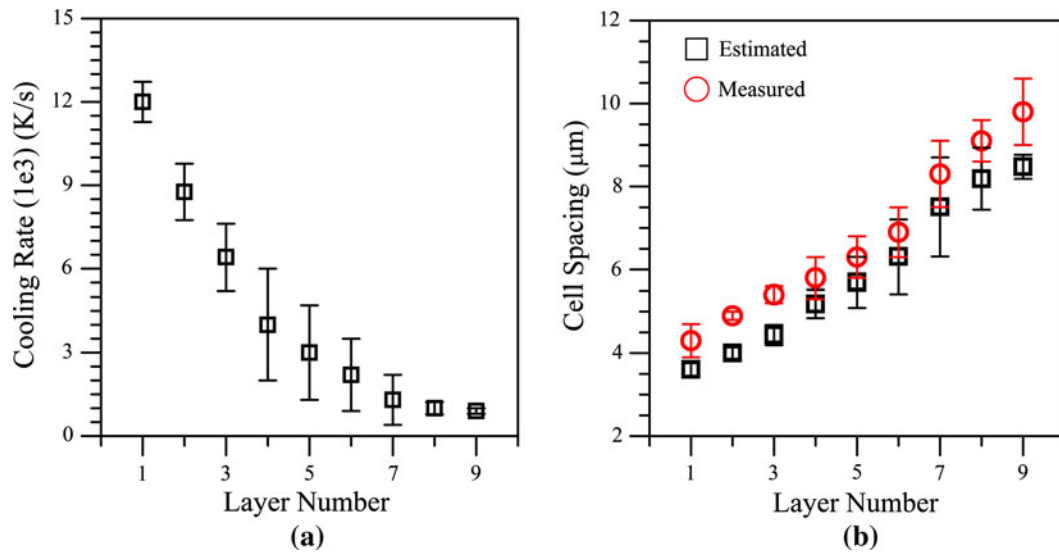 Cooling Rate (1e3) (K/s)
15
12
9
6
3
0
1 3 5 7 9
Layer Number
(a)
Cell Spacing (μm)
12
10
8
6
4
2
Estimated
Measured
1 3 5 7 9
Layer Number
(b)